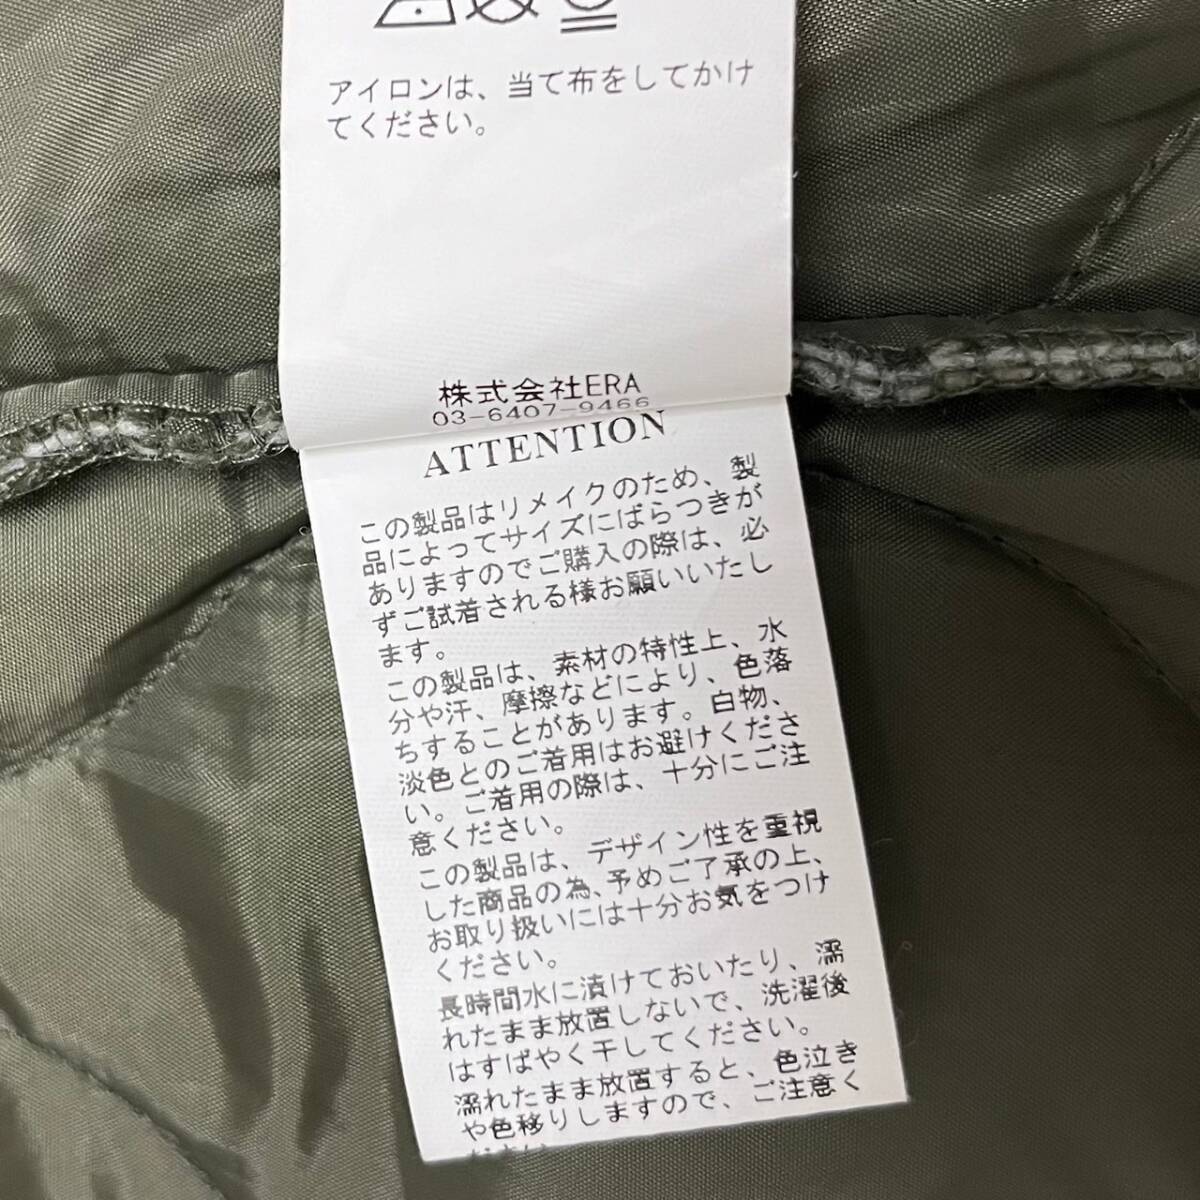 アイロンは、当て布をしてかけ
てください。
株式会社ERA
03-6407-9466
ATTENTION
この製品はリメイクのため、製
品によってサイズにばらつきが
ありますのでご購入の際は、必
ずご試着される様お願いいたし
ます。
この製品は、素材の特性上、水
分や汗、摩擦などにより、色落
ちすることがあります。白物、
淡色とのご着用はお避けくださ
い。ご着用の際は、十分にご注
意ください。
この製品は、デザイン性を重視
した商品の為、予めご了承の上、
お取り扱いには十分お気をつけ
ください。
長時間水に漬けておいたり、濡
れたまま放置しないで、洗濯後
はすばやく干してください。
濡れたまま放置すると、色泣き
や色移りしますので、ご注意く